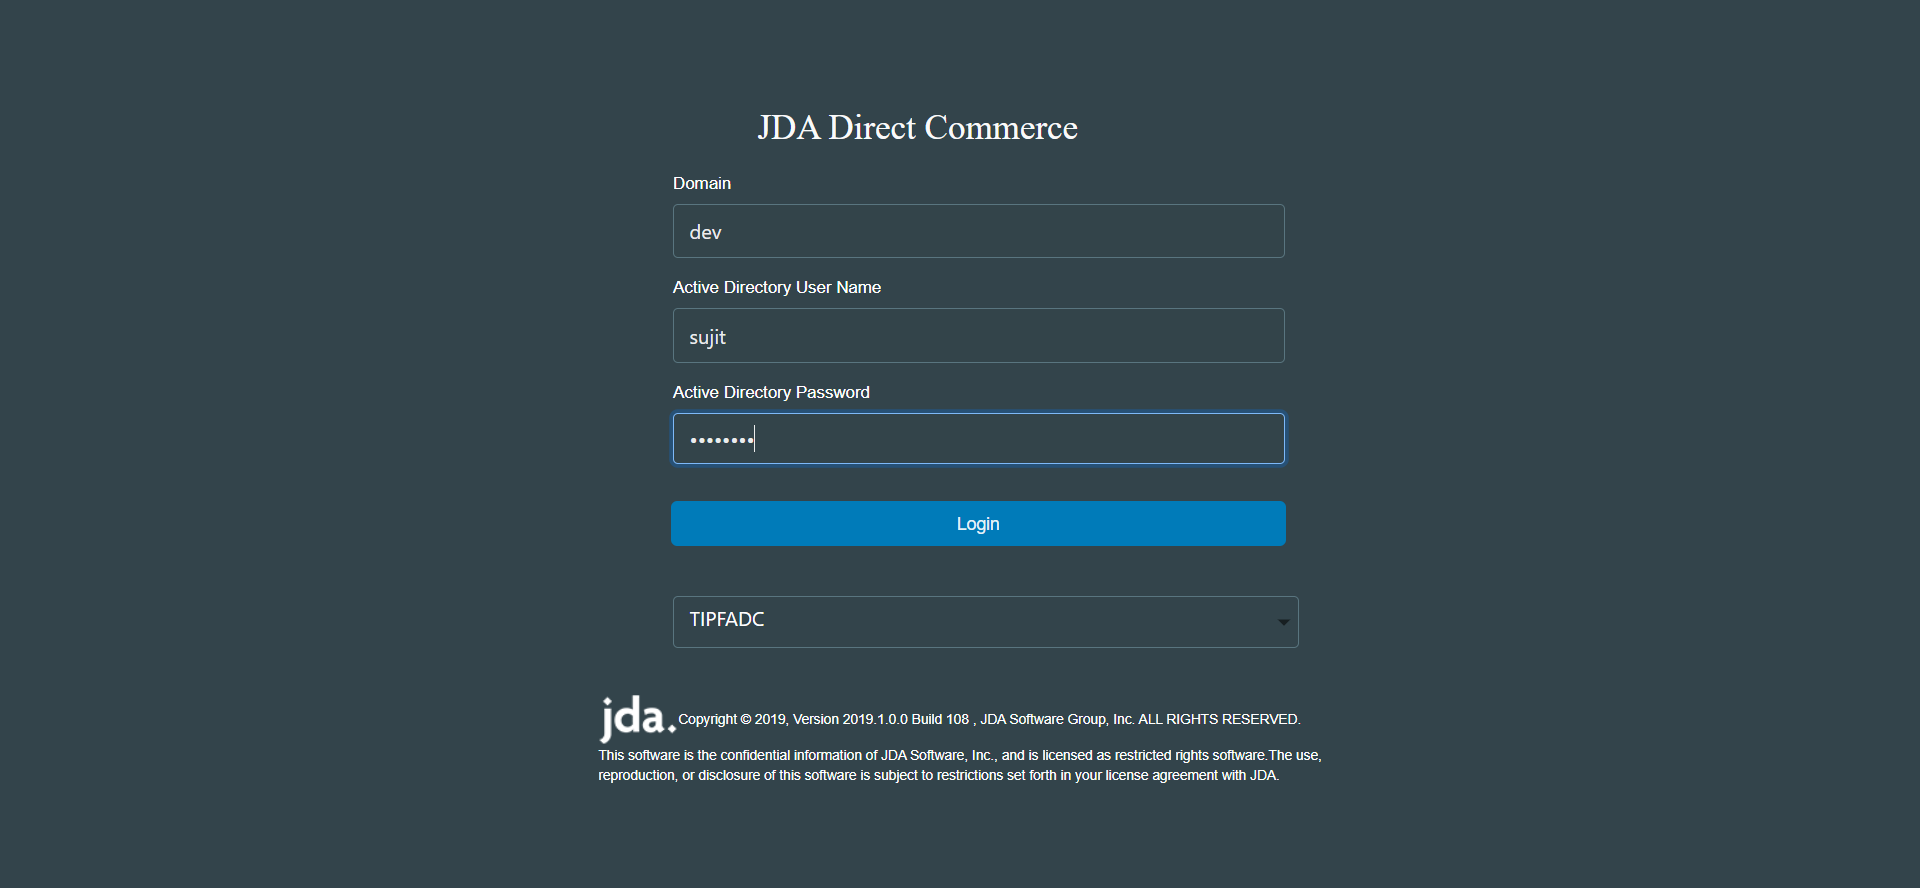 JDA Direct Commerce
Domain
dev
Active Directory User Name
sujit
Active Directory Password
••••••••
Login
TIPFADC
jda.
Copyright © 2019, Version 2019.1.0.0 Build 108 , JDA Software Group, Inc. ALL RIGHTS RESERVED.
This software is the confidential information of JDA Software, Inc., and is licensed as restricted rights software.The use,
reproduction, or disclosure of this software is subject to restrictions set forth in your license agreement with JDA.